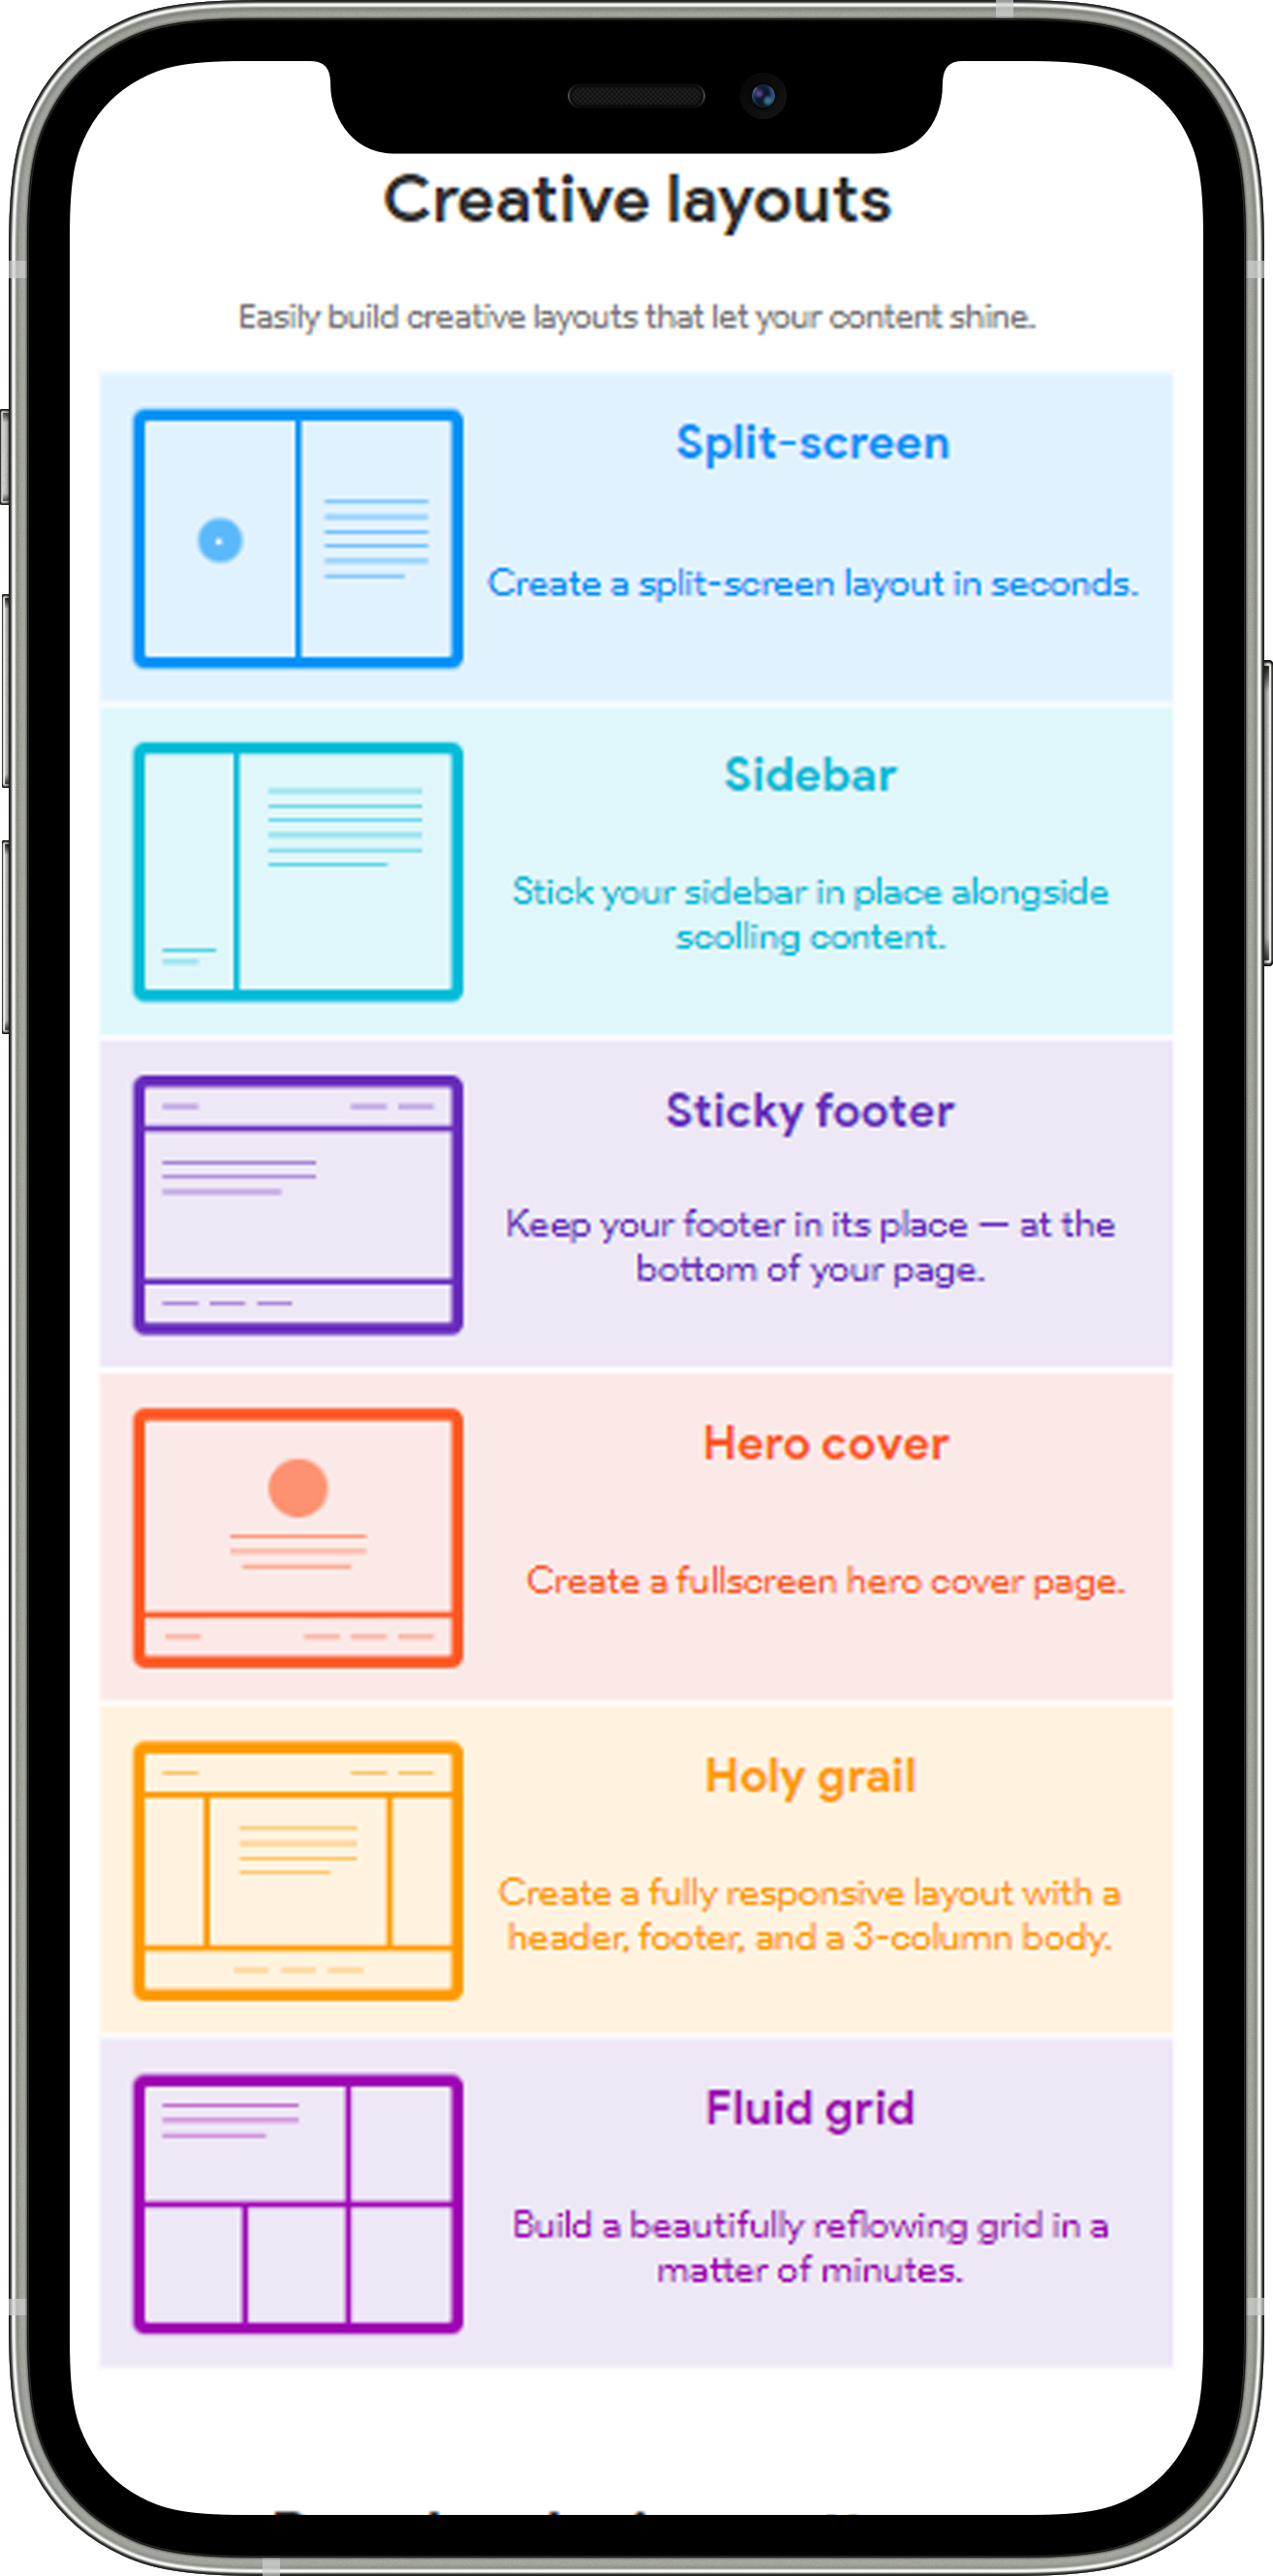 Creative layouts
Easily build creative layouts that let your content shine.
Split-screen
Create a split-screen layout in seconds.
Sidebar
Stick your sidebar in place alongside
scolling content.
Sticky footer
Keep your footer in its place — at the
bottom of your page.
Hero cover
Create a fullscreen hero cover page.
Holy grail
Create a fully responsive layout with a
header, footer, and a 3-column body.
Fluid grid
Build a beautifully reflowing grid in a
matter of minutes.